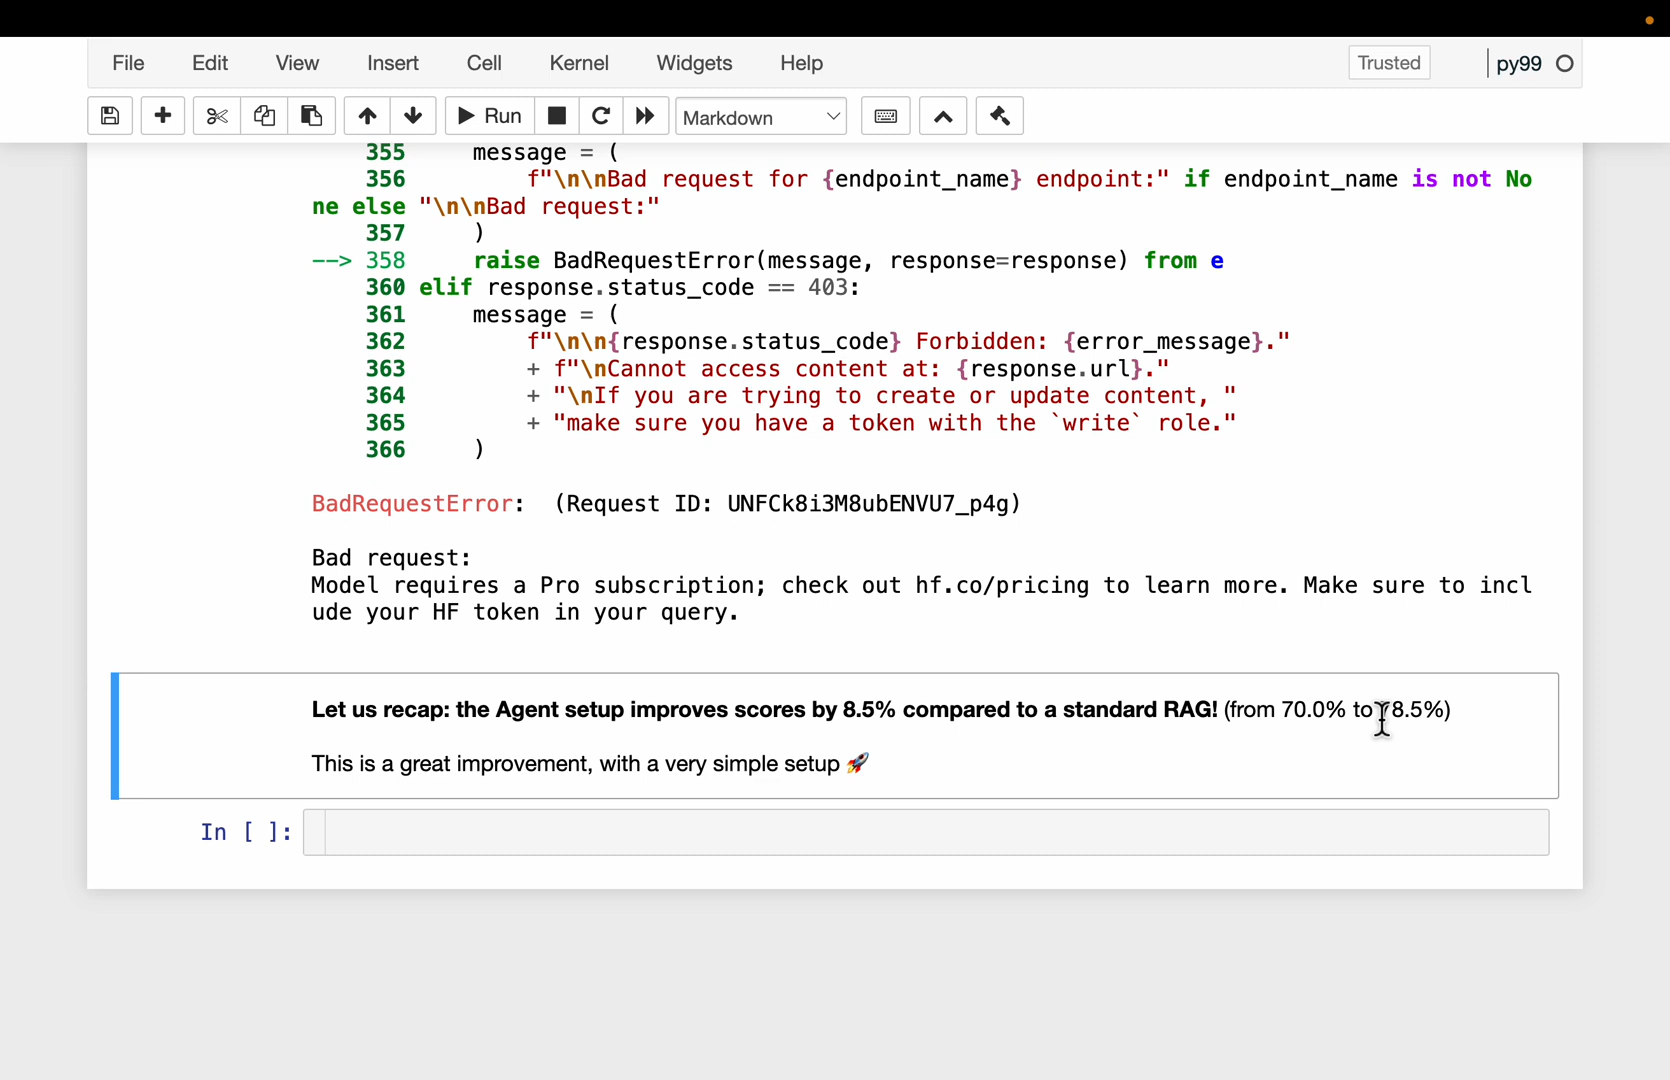 File Edit View Insert Cell Kernel Widgets Help Trusted py99
Run Markdown
355 message = (
356 f"\n\nBad request for {endpoint_name} endpoint:" if endpoint_name is not No
ne else "\n\nBad request:"
357 )
--> 358 raise BadRequestError(message, response=response) from e
360 elif response.status_code == 403:
361 message = (
362 f"\n\n{response.status_code} Forbidden: {error_message}."
363 + f"\nCannot access content at: {response.url}."
364 + "\nIf you are trying to create or update content, "
365 + "make sure you have a token with the `write` role."
366 )
BadRequestError: (Request ID: UNFCk8i3M8ubENVU7_p4g)
Bad request:
Model requires a Pro subscription; check out hf.co/pricing to learn more. Make sure to incl
ude your HF token in your query.
Let us recap: the Agent setup improves scores by 8.5% compared to a standard RAG! (from 70.0% to 78.5%)
This is a great improvement, with a very simple setup 🚀
In [ ]: